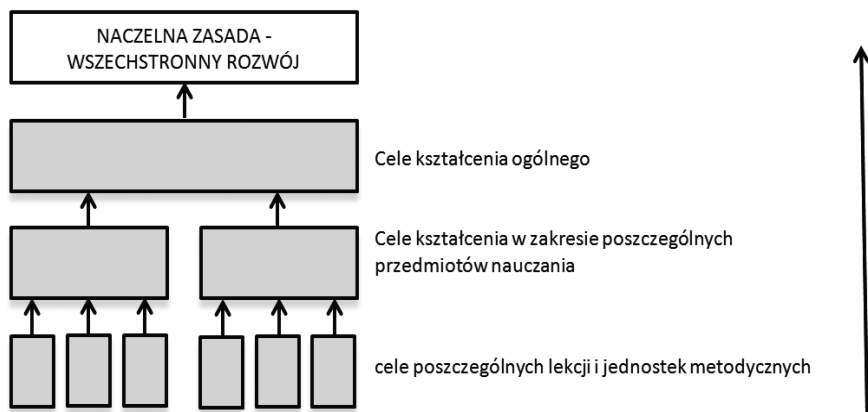 NACZELNA ZASADA -
WSZECHSTRONNY ROZWÓJ
Cele kształcenia ogólnego
Cele kształcenia w zakresie poszczególnych
przedmiotów nauczania
cele poszczególnych lekcji i jednostek metodycznych